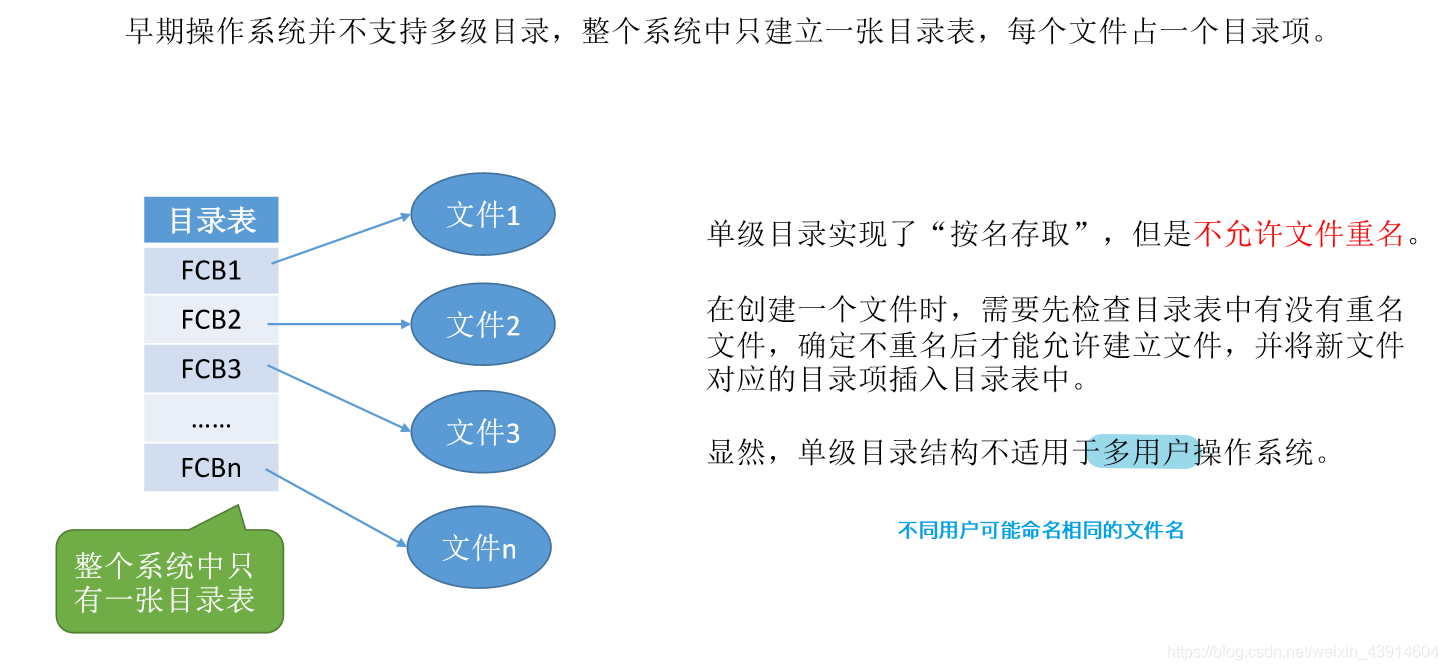 早期操作系统并不支持多级目录，整个系统中只建立一张目录表，每个文件占一个目录项。
目录表
FCB1
FCB2
FCB3
……
FCBn
文件1
文件2
文件3
文件n
整个系统中只
有一张目录表
单级目录实现了“按名存取”，但是不允许文件重名。
在创建一个文件时，需要先检查目录表中有没有重名
文件，确定不重名后才能允许建立文件，并将新文件
对应的目录项插入目录表中。
显然，单级目录结构不适用于多用户操作系统。
不同用户可能命名相同的文件名
https://blog.csdn.net/weixin_43914604